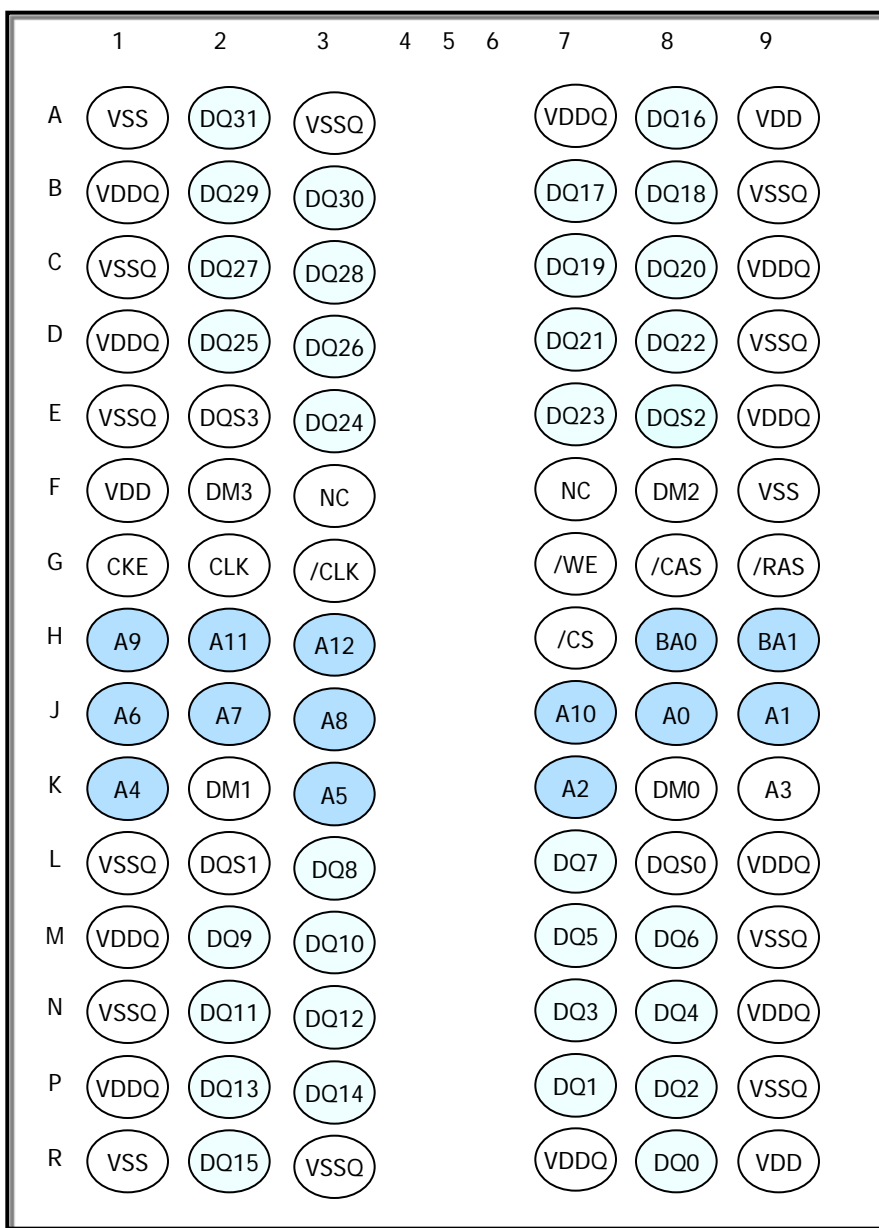 1 2 3 4 5 6 7 8 9
A VSS DQ31 VSSQ VDDQ DQ16 VDD
B VDDQ DQ29 DQ30 DQ17 DQ18 VSSQ
C VSSQ DQ27 DQ28 DQ19 DQ20 VDDQ
D VDDQ DQ25 DQ26 DQ21 DQ22 VSSQ
E VSSQ DQS3 DQ24 DQ23 DQS2 VDDQ
F VDD DM3 NC NC DM2 VSS
G CKE CLK /CLK /WE /CAS /RAS
H A9 A11 A12 /CS BA0 BA1
J A6 A7 A8 A10 A0 A1
K A4 DM1 A5 A2 DM0 A3
L VSSQ DQS1 DQ8 DQ7 DQS0 VDDQ
M VDDQ DQ9 DQ10 DQ5 DQ6 VSSQ
N VSSQ DQ11 DQ12 DQ3 DQ4 VDDQ
P VDDQ DQ13 DQ14 DQ1 DQ2 VSSQ
R VSS DQ15 VSSQ VDDQ DQ0 VDD